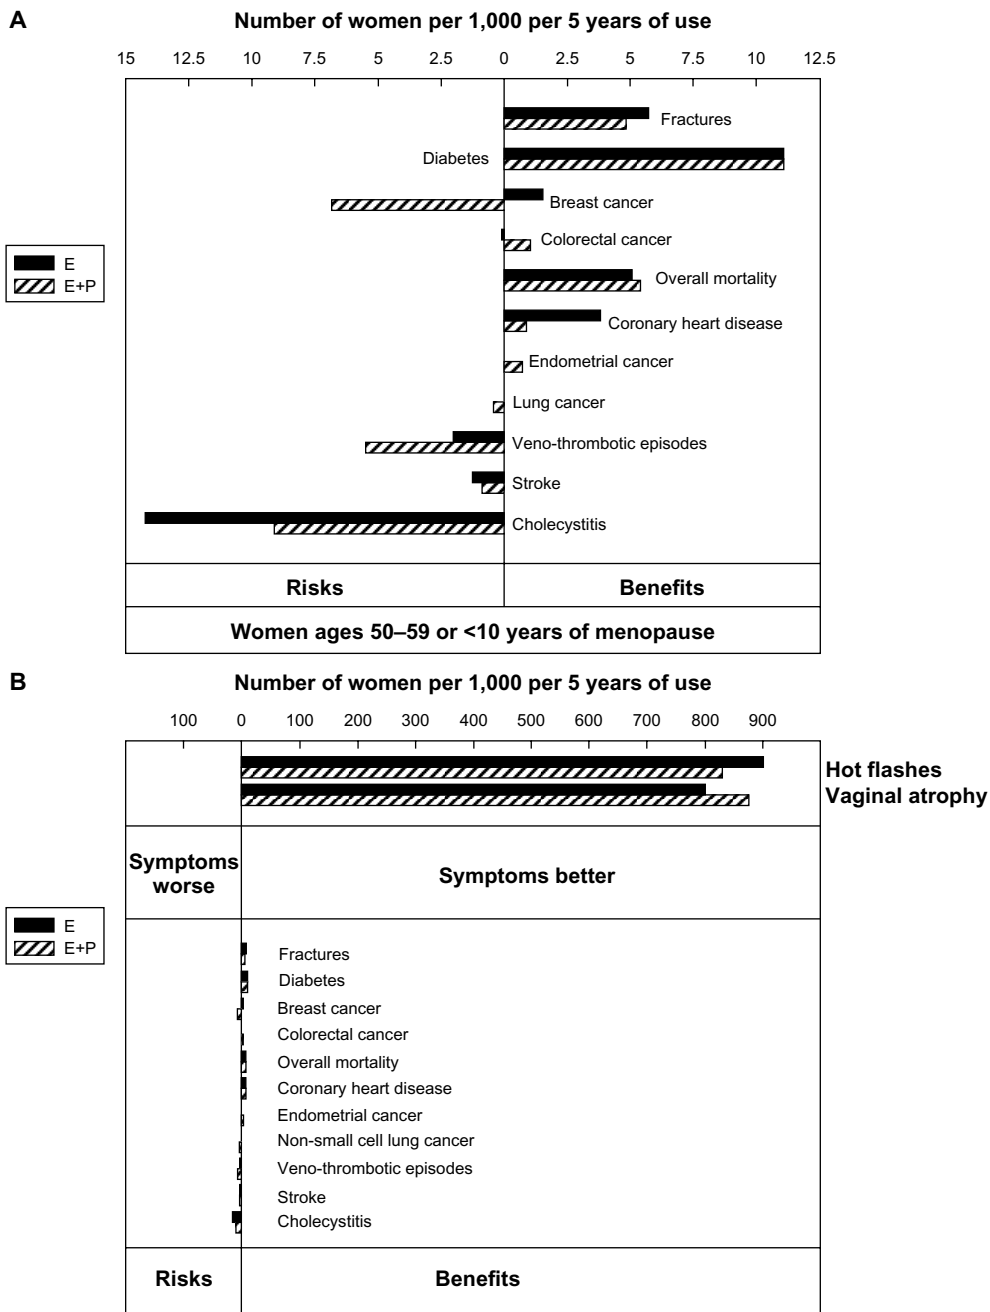 A
Number of women per 1,000 per 5 years of use
15 12.5 10 7.5 5 2.5 0 2.5 5 7.5 10 12.5
Fractures
Diabetes
Breast cancer
Colorectal cancer
E
E+P
Overall mortality
Coronary heart disease
Endometrial cancer
Lung cancer
Veno-thrombotic episodes
Stroke
Cholecystitis
Risks Benefits
Women ages 50–59 or <10 years of menopause
B
Number of women per 1,000 per 5 years of use
100 0 100 200 300 400 500 600 700 800 900
Hot flashes
Vaginal atrophy
Symptoms
worse
Symptoms better
E
E+P
Fractures
Diabetes
Breast cancer
Colorectal cancer
Overall mortality
Coronary heart disease
Endometrial cancer
Non-small cell lung cancer
Veno-thrombotic episodes
Stroke
Cholecystitis
Risks Benefits